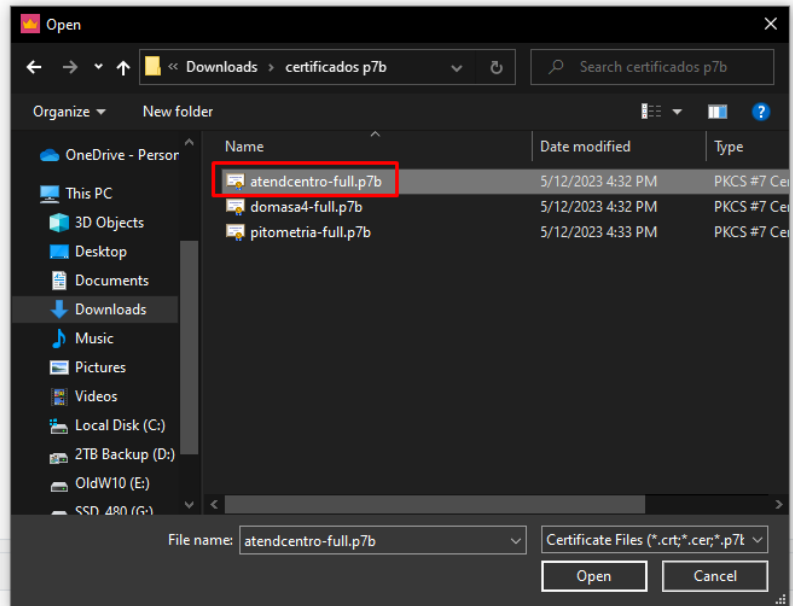 Open
« Downloads › certificados p7b
Search certificados p7b
Organize
New folder
?
Name
Date modified
Type
OneDrive - Person
This PC
3D Objects
Desktop
Documents
Downloads
Music
Pictures
Videos
Local Disk (C:)
2TB Backup (D:)
OldW10 (E:)
SSD_480 (G:)
atendcentro-full.p7b 5/12/2023 4:32 PM PKCS #7 Cer
domasa4-full.p7b 5/12/2023 4:32 PM PKCS #7 Cer
pitometria-full.p7b 5/12/2023 4:33 PM PKCS #7 Cer
File name: atendcentro-full.p7b
Certificate Files (*.crt;*.cer;*.p7b
Open
Cancel